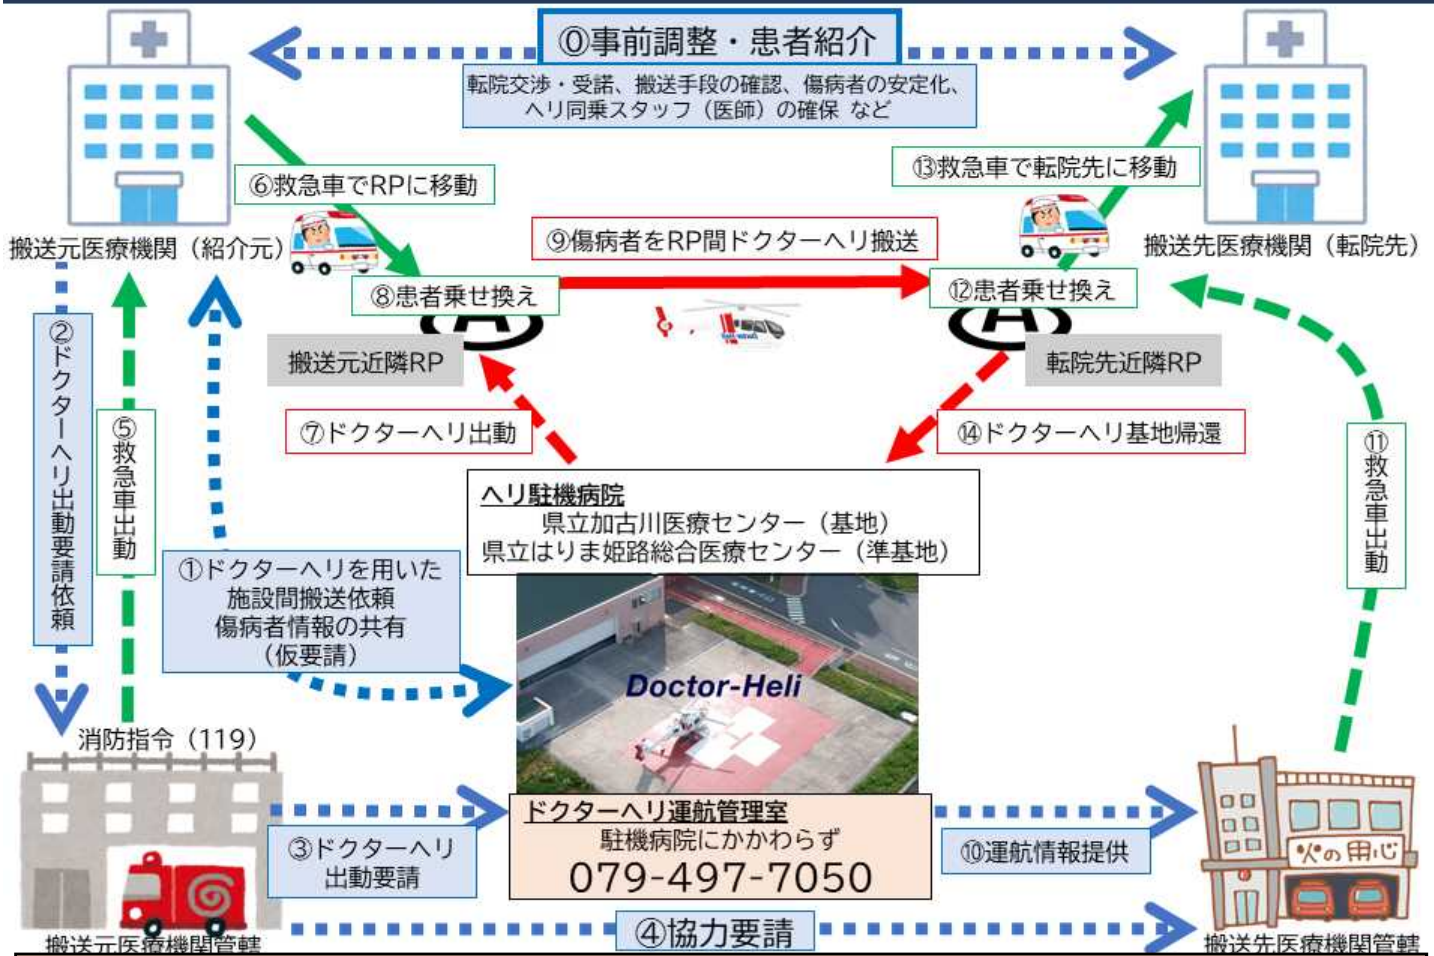 ⓪事前調整・患者紹介
転院交渉・受諾、搬送手段の確認、傷病者の安定化、
ヘリ同乗スタッフ（医師）の確保 など
⑥救急車でRPに移動
⑬救急車で転院先に移動
搬送元医療機関（紹介元）
⑨傷病者をRP間ドクターヘリ搬送
搬送先医療機関（転院先）
⑧患者乗せ換え
⑫患者乗せ換え
搬送元近隣RP
転院先近隣RP
②ドクターヘリ出動要請依頼
⑤救急車出動
⑦ドクターヘリ出動
⑭ドクターヘリ基地帰還
⑪救急車出動
ヘリ駐機病院
県立加古川医療センター（基地）
県立はりま姫路総合医療センター（準基地）
①ドクターヘリを用いた
施設間搬送依頼
傷病者情報の共有
（仮要請）
Doctor-Heli
消防指令（119）
ドクターヘリ運航管理室
駐機病院にかかわらず
079-497-7050
③ドクターヘリ
出動要請
⑩運航情報提供
火の用心
④協力要請
搬送元医療機関管轄
搬送先医療機関管轄